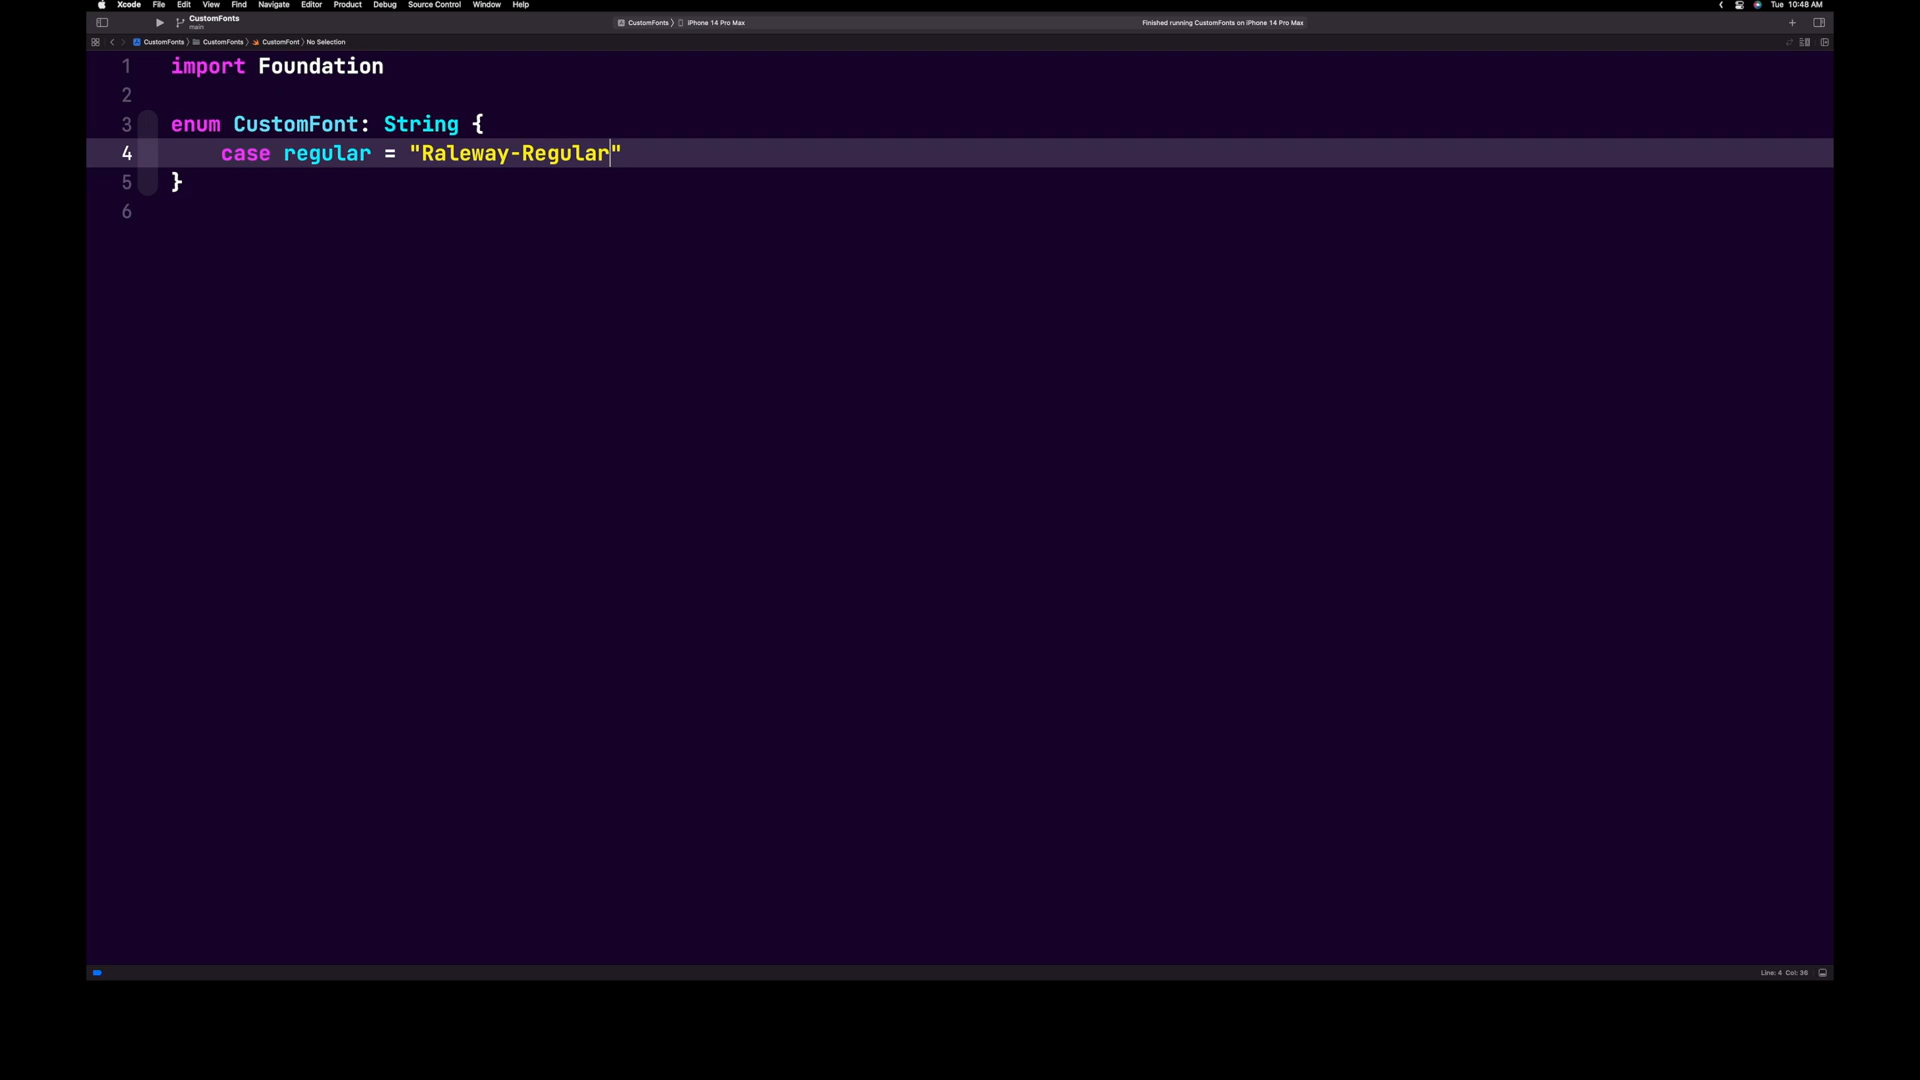 Xcode File Edit View Find Navigate Editor Product Debug Source Control Window Help Tue 10:48 AM
CustomFonts
main
CustomFonts iPhone 14 Pro Max Finished running CustomFonts on iPhone 14 Pro Max
CustomFonts CustomFonts CustomFont No Selection
1 import Foundation
2
3 enum CustomFont: String {
4 case regular = "Raleway-Regular"
5 }
6
Line: 4 Col: 36